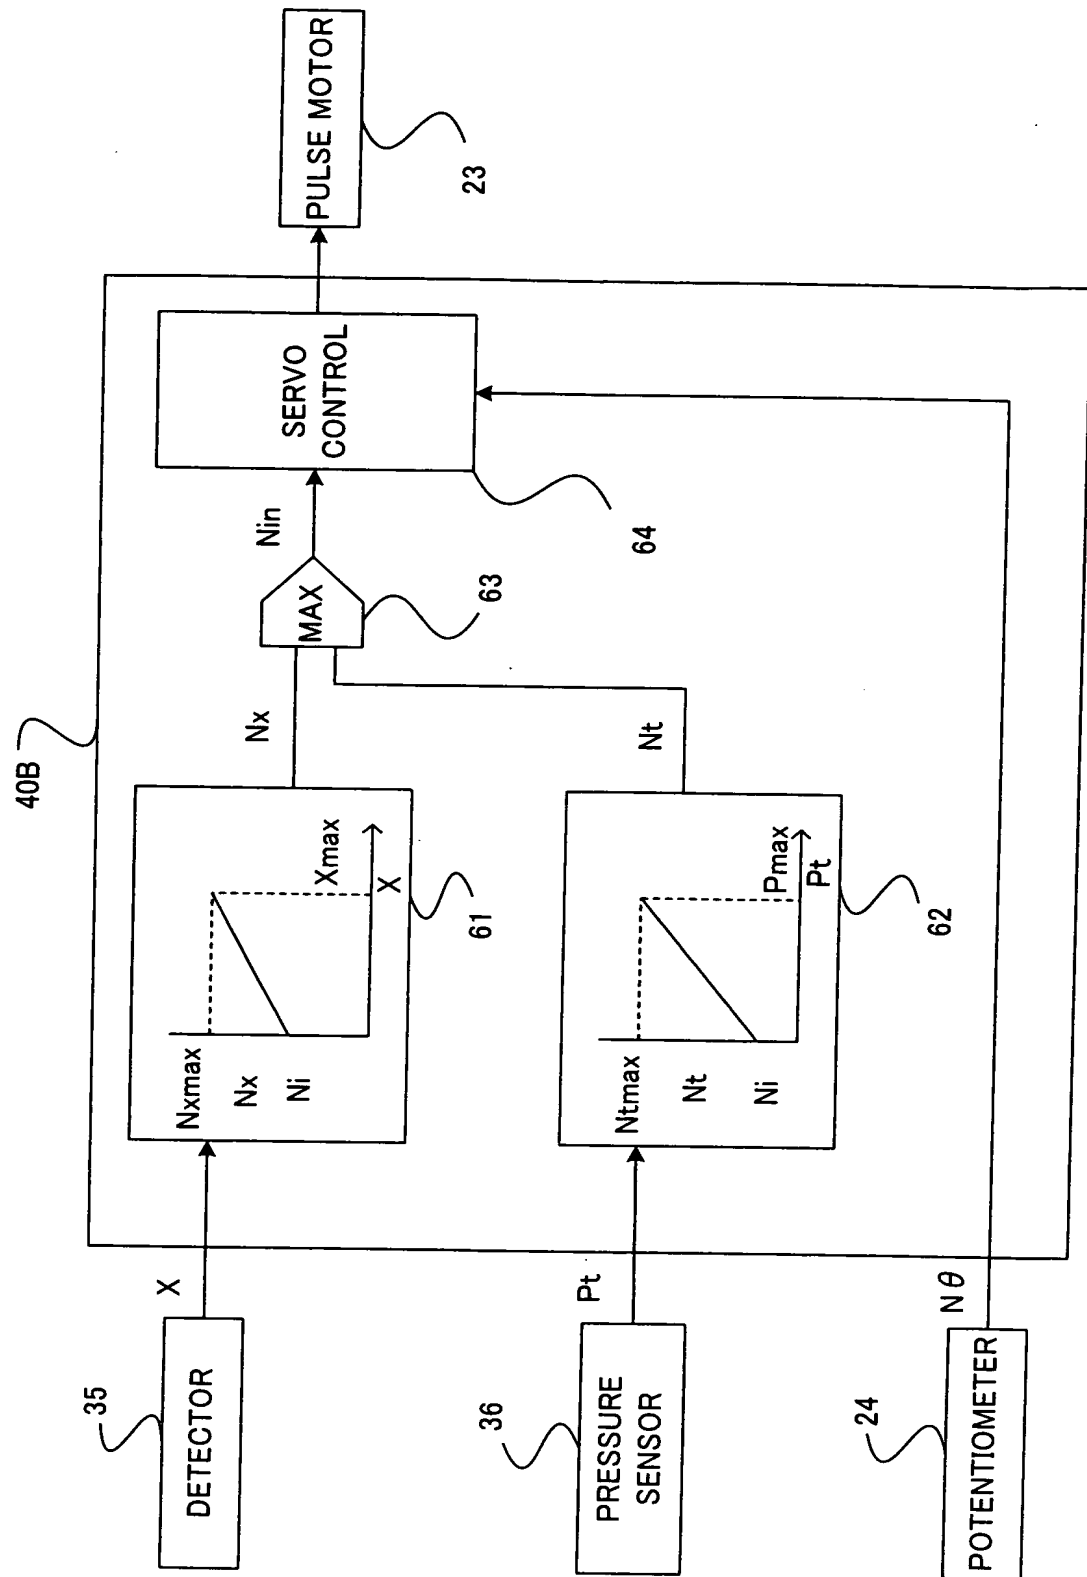 40B
35
DETECTOR
X
Nxmax
Nx
Ni
Xmax
X
61
Nx
36
PRESSURE
SENSOR
Pt
Ntmax
Nt
Ni
Pmax
Pt
62
Nt
MAX
63
Nin
SERVO
CONTROL
64
PULSE MOTOR
23
24
POTENTIOMETER
Nθ